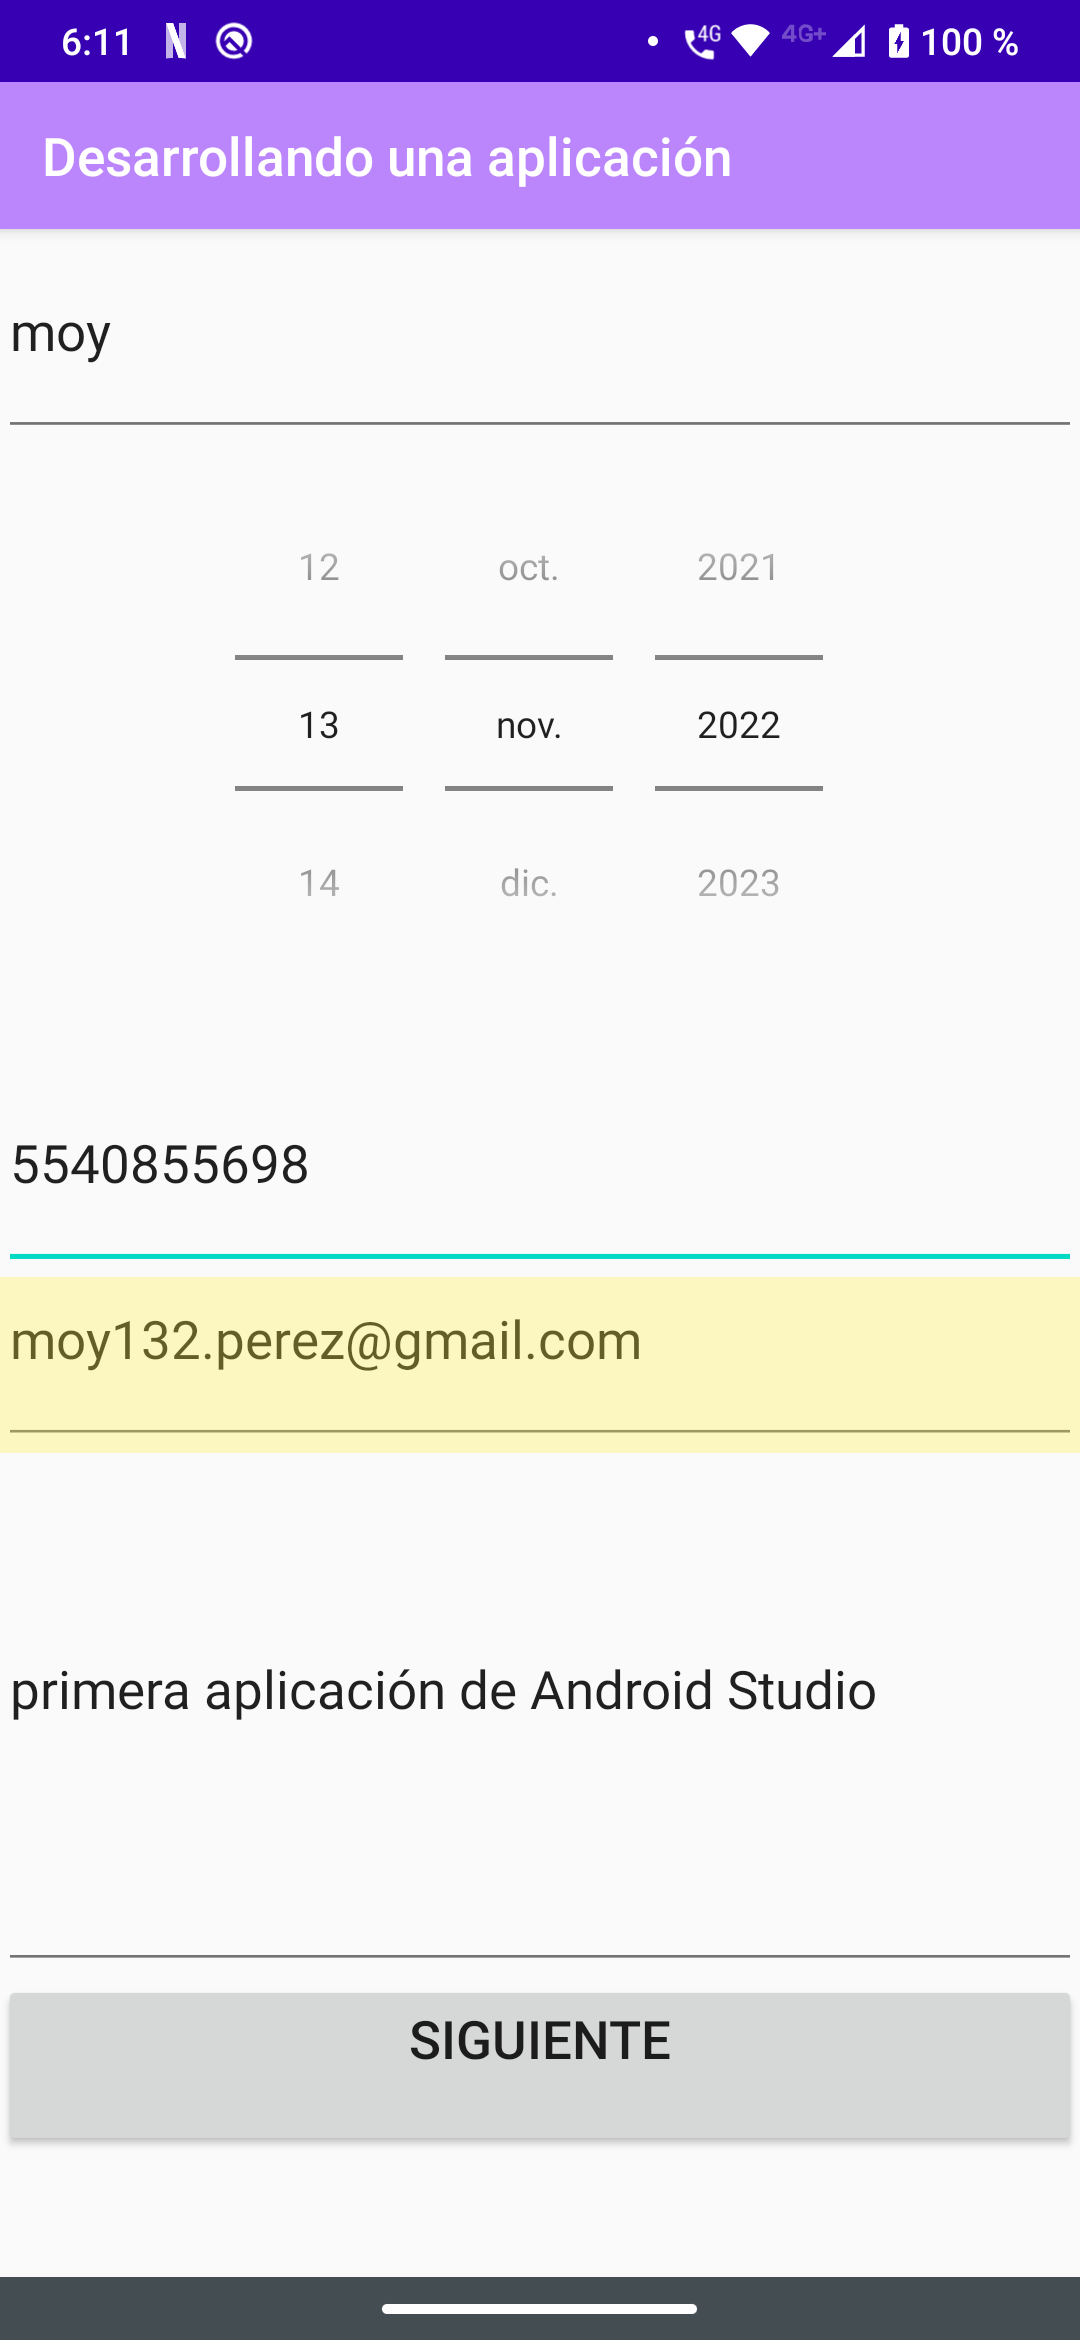 6:11 4G 4G+ 100 %
Desarrollando una aplicación
moy
12 oct. 2021
13 nov. 2022
14 dic. 2023
5540855698
moy132.perez@gmail.com
primera aplicación de Android Studio
SIGUIENTE